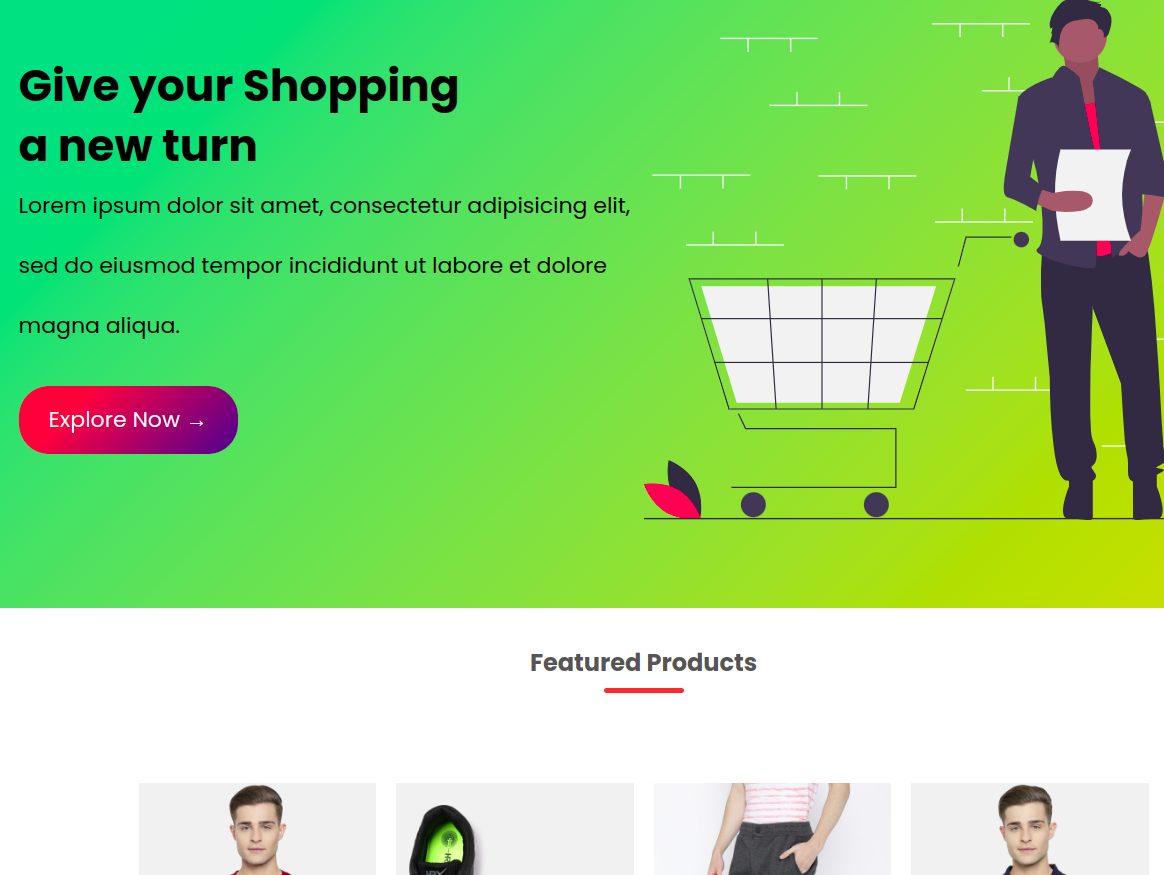 Give your Shopping
a new turn
Lorem ipsum dolor sit amet, consectetur adipisicing elit,
sed do eiusmod tempor incididunt ut labore et dolore
magna aliqua.
Explore Now →
Featured Products